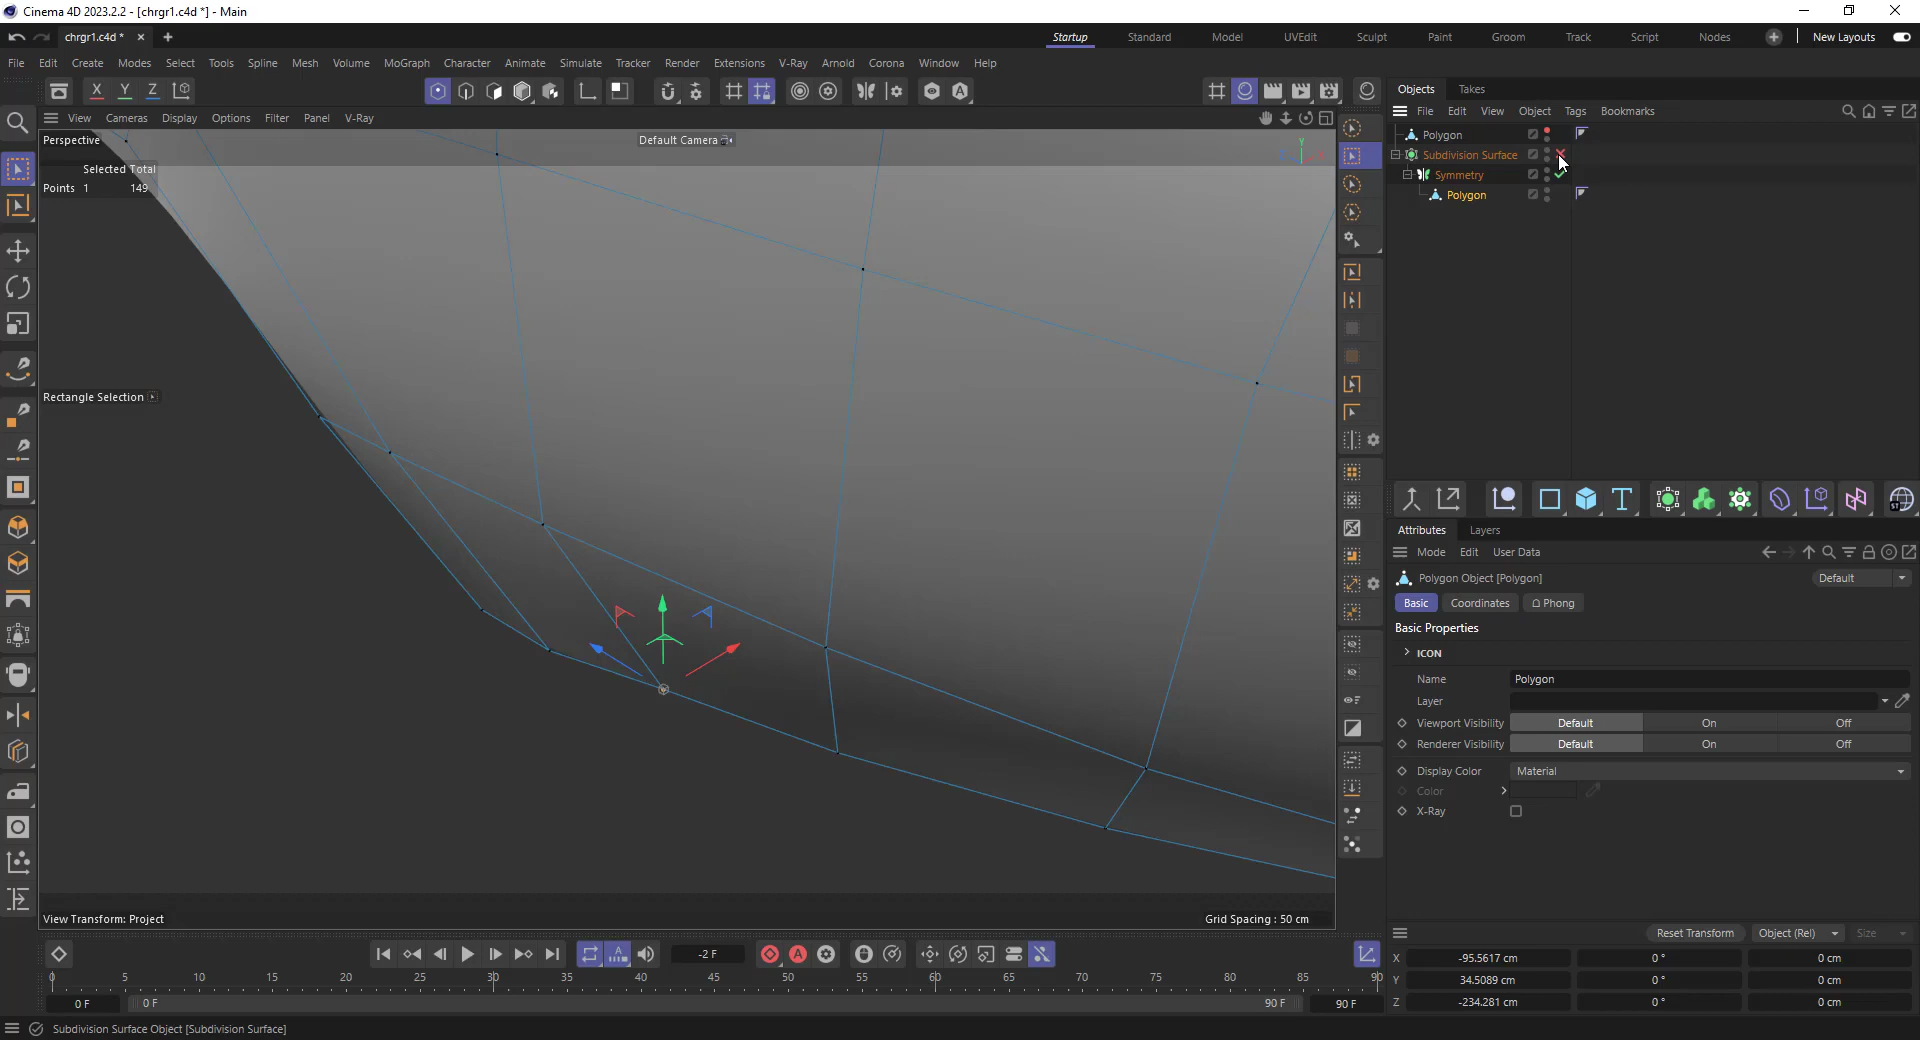 Cinema 4D 2023.2.2 - [chrgr1.c4d *] - Main
chrgr1.c4d *
Startup Standard Model UVEdit Sculpt Paint Groom Track Script Nodes New Layouts
File Edit Create Modes Select Tools Spline Mesh Volume MoGraph Character Animate Simulate Tracker Render Extensions V-Ray Arnold Corona Window Help
X Y Z
Objects Takes
File Edit View Object Tags Bookmarks
View Cameras Display Options Filter Panel V-Ray
Perspective
Default Camera
Selected Total
Points 1 149
Y
Polygon
Subdivision Surface
Symmetry
Polygon
Rectangle Selection
Attributes Layers
Mode Edit User Data
Polygon Object [Polygon]
Default
Basic Coordinates Phong
Basic Properties
ICON
Name Polygon
Layer
Viewport Visibility Default On Off
Renderer Visibility Default On Off
Display Color Material
Color
X-Ray
View Transform: Project
Grid Spacing : 50 cm
Reset Transform Object (Rel) Size
-2 F
X -95.5617 cm 0 ° 0 cm
Y 34.5089 cm 0 ° 0 cm
Z -234.281 cm 0 ° 0 cm
0 5 10 15 20 25 30 35 40 45 50 55 60 65 70 75 80 85 90
0 F 0 F 90 F 90 F
Subdivision Surface Object [Subdivision Surface]